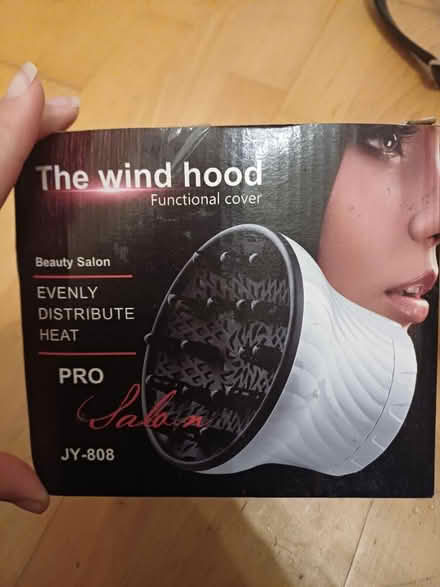 The wind hood
Functional cover
Beauty Salon
EVENLY
DISTRIBUTE
HEAT
PRO
Salon
JY-808